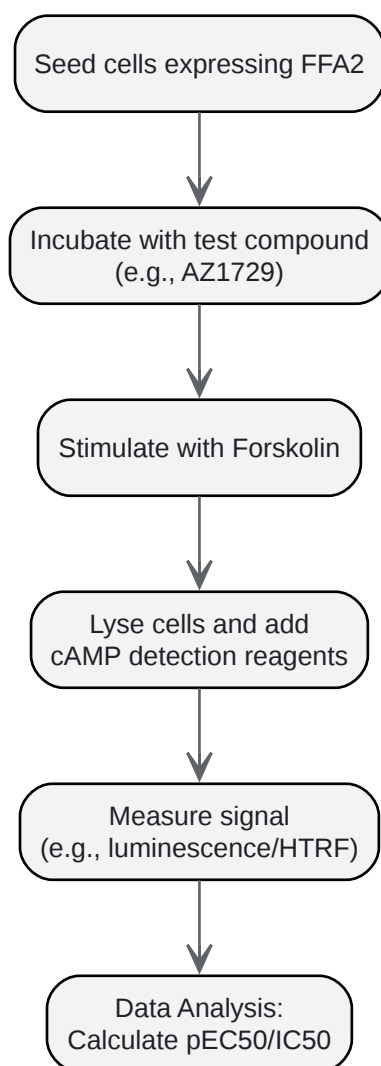 Seed cells expressing FFA2
Incubate with test compound
(e.g., AZ1729)
Stimulate with Forskolin
Lyse cells and add
cAMP detection reagents
Measure signal
(e.g., luminescence/HTRF)
Data Analysis:
Calculate pEC50/IC50